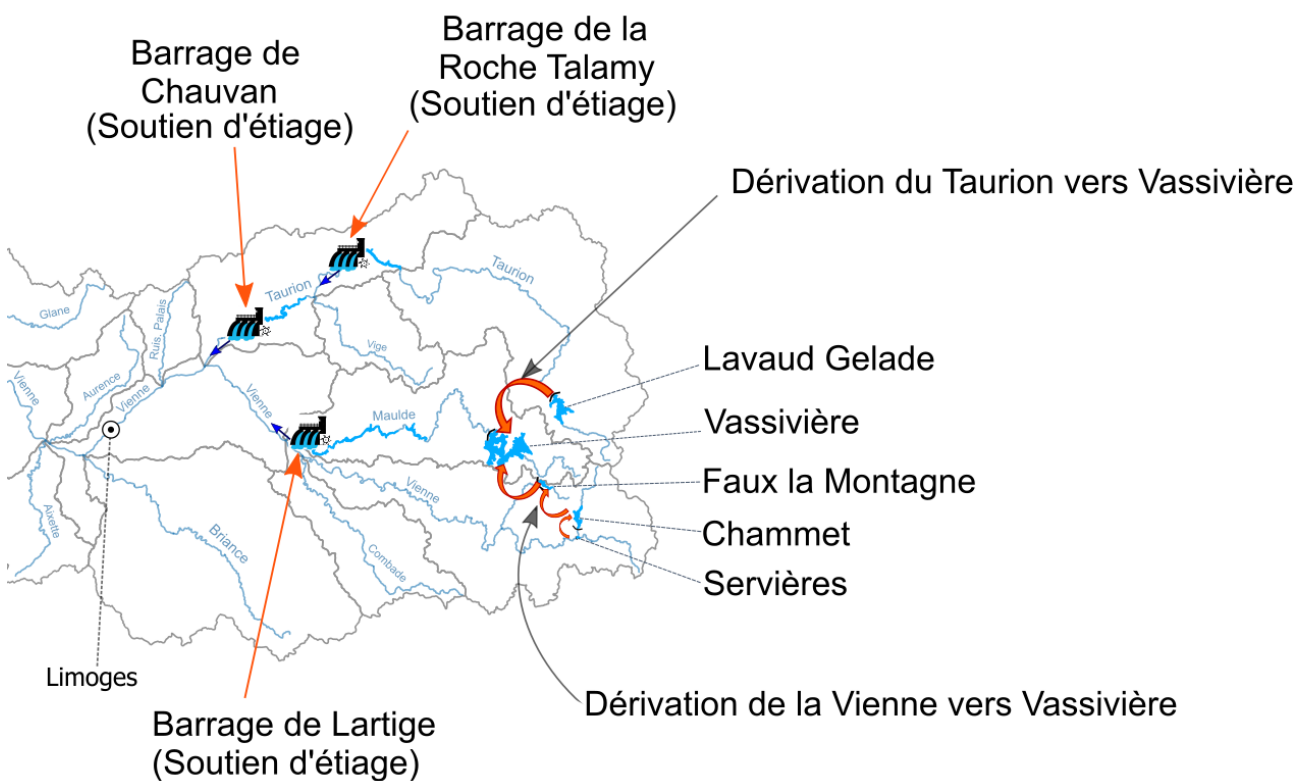 Barrage de la
Roche Talamy
(Soutien d'étiage)
Barrage de
Chauvan
(Soutien d'étiage)
Dérivation du Taurion vers Vassivière
Taurion
Taurion
Glane
Ruis. Palais
Vige
Lavaud Gelade
Vienne
Aurence
Vienne
Vienne
Maulde
Vassivière
Faux la Montagne
Vienne
Aixette
Briance
Combade
Chammet
Servières
Limoges
Dérivation de la Vienne vers Vassivière
Barrage de Lartige
(Soutien d'étiage)